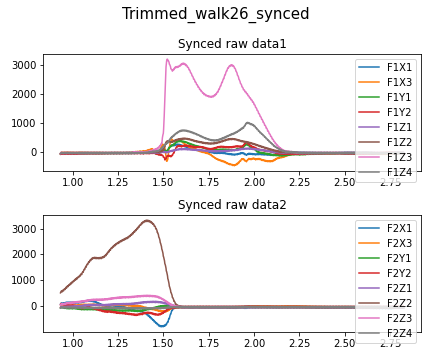 Trimmed_walk26_synced
Synced raw data1
3000
2000
1000
0
1.00 1.25 1.50 1.75 2.00 2.25 2.50 2.75
F1X1
F1X3
F1Y1
F1Y2
F1Z1
F1Z2
F1Z3
F1Z4
Synced raw data2
3000
2000
1000
0
1.00 1.25 1.50 1.75 2.00 2.25 2.50 2.75
F2X1
F2X3
F2Y1
F2Y2
F2Z1
F2Z2
F2Z3
F2Z4